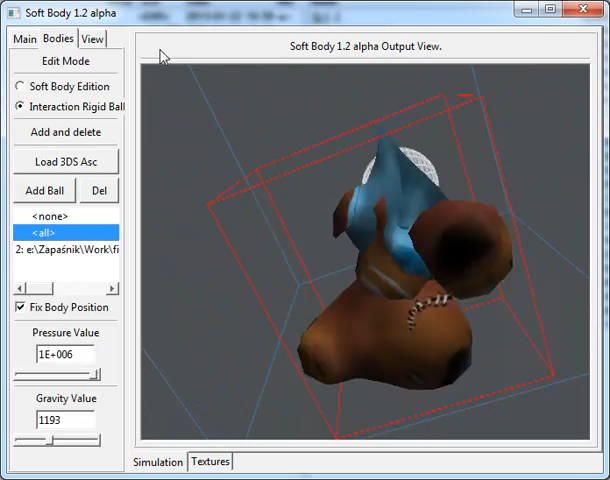 Soft Body 1.2 alpha
Main Bodies View
Edit Mode
Soft Body Edition
Interaction Rigid Ball
Add and delete
Load 3DS Asc
Add Ball Del
<none>
<all>
2: e:\Zapaśnik\Work\fi
Fix Body Position
Pressure Value
1E+006
Gravity Value
1193
Soft Body 1.2 alpha Output View.
Simulation Textures